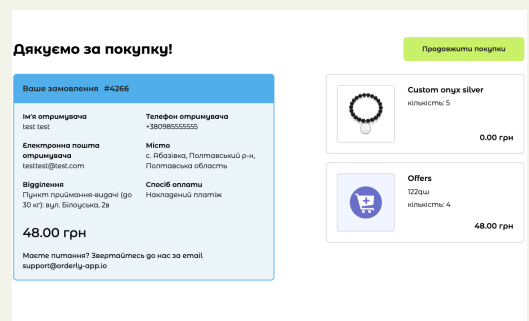 Дякуємо за покупку!
Продовжити покупки
Ваше замовлення #4266
Ім'я отримувача
test test
Телефон отримувача
+380985555555
Електронна пошта
отримувача
testtest@test.com
Місто
с. Абазівка, Полтавський р-н,
Полтавська область
Відділення
Пункт приймання-видачі (до
30 кг): вул. Білоуська, 2в
Спосіб оплати
Накладений платіж
48.00 грн
Маєте питання? Звертайтесь до нас за email
support@orderly-app.io
Custom onyx silver
кількість: 5
0.00 грн
Offers
122qш
кількість: 4
48.00 грн